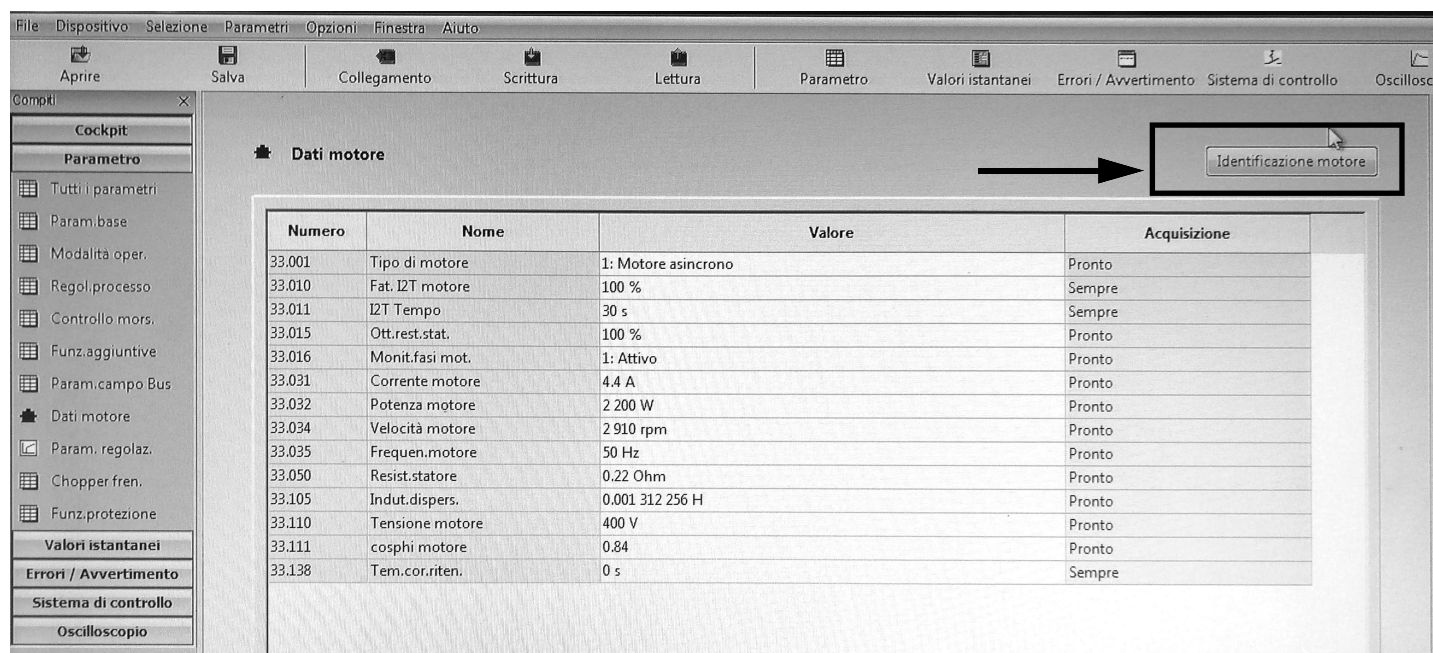 File Dispositivo Selezione Parametri Opzioni Finestra Aiuto
Aprire Salva Collegamento Scrittura Lettura Parametro Valori istantanei Errori / Avvertimento Sistema di controllo Oscillosc
Compiti
Cockpit
Parametro
Tutti i parametri
Param.base
Modalità oper.
Regol.processo
Controllo mors.
Funz.aggiuntive
Param.campo Bus
Dati motore
Param. regolaz.
Chopper fren.
Funz.protezione
Valori istantanei
Errori / Avvertimento
Sistema di controllo
Oscilloscopio
Dati motore
Identificazione motore
Numero Nome Valore Acquisizione
33.001 Tipo di motore 1: Motore asincrono Pronto
33.010 Fat. I2T motore 100 % Sempre
33.011 I2T Tempo 30 s Sempre
33.015 Ott.rest.stat. 100 % Pronto
33.016 Monit.fasi mot. 1: Attivo Pronto
33.031 Corrente motore 4.4 A Pronto
33.032 Potenza motore 2 200 W Pronto
33.034 Velocità motore 2 910 rpm Pronto
33.035 Frequen.motore 50 Hz Pronto
33.050 Resist.statore 0.22 Ohm Pronto
33.105 Indut.dispers. 0.001 312 256 H Pronto
33.110 Tensione motore 400 V Pronto
33.111 cosphi motore 0.84 Pronto
33.138 Tem.cor.riten. 0 s Sempre